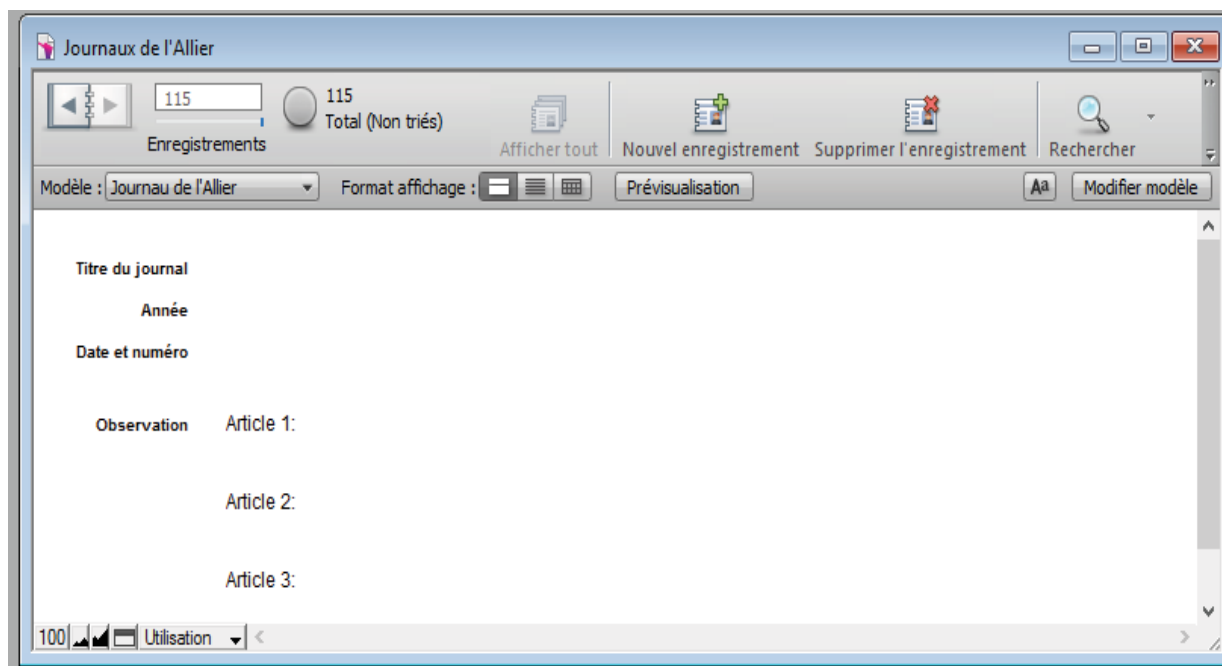 Journaux de l'Allier
115
115
Total (Non triés)
Enregistrements
Afficher tout
Nouvel enregistrement
Supprimer l'enregistrement
Rechercher
Modèle : Journau de l'Allier
Format affichage :
Prévisualisation
Aa
Modifier modèle
Titre du journal
Année
Date et numéro
Observation Article 1:
Article 2:
Article 3:
100 Utilisation